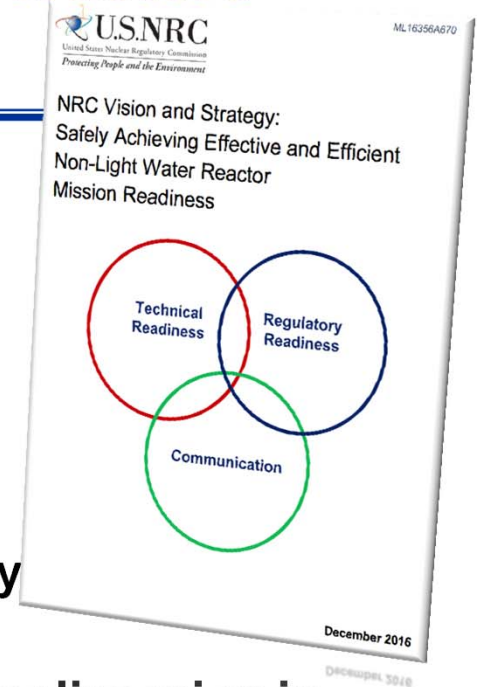 U.S.NRC
ML16356A670
United States Nuclear Regulatory Commission
Protecting People and the Environment
NRC Vision and Strategy:
Safely Achieving Effective and Efficient
Non-Light Water Reactor
Mission Readiness
Technical
Readiness
Regulatory
Readiness
Communication
December 2016